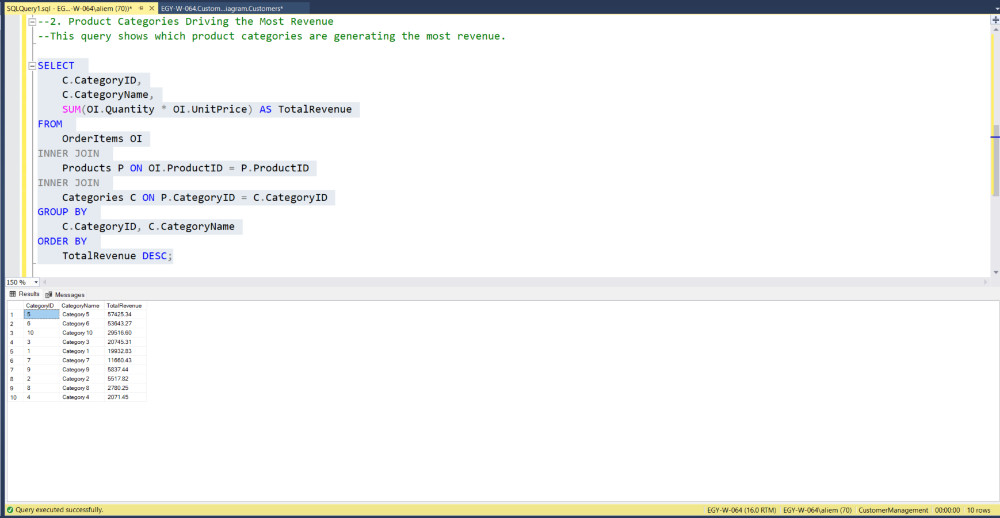 SQLQuery1.sql - EG...-W-064\aliem (70))* EGY-W-064.Custom...iagram.Customers*
--2. Product Categories Driving the Most Revenue
--This query shows which product categories are generating the most revenue.
SELECT
C.CategoryID,
C.CategoryName,
SUM(OI.Quantity * OI.UnitPrice) AS TotalRevenue
FROM
OrderItems OI
INNER JOIN
Products P ON OI.ProductID = P.ProductID
INNER JOIN
Categories C ON P.CategoryID = C.CategoryID
GROUP BY
C.CategoryID, C.CategoryName
ORDER BY
TotalRevenue DESC;
150 %
Results Messages
CategoryID CategoryName TotalRevenue
1 5 Category 5 57425.34
2 6 Category 6 53643.27
3 10 Category 10 29516.60
4 3 Category 3 20745.31
5 1 Category 1 19932.83
6 7 Category 7 11660.43
7 9 Category 9 5837.44
8 2 Category 2 5517.82
9 8 Category 8 2780.25
10 4 Category 4 2071.45
Query executed successfully. EGY-W-064 (16.0 RTM) EGY-W-064\aliem (70) CustomerManagement 00:00:00 10 rows